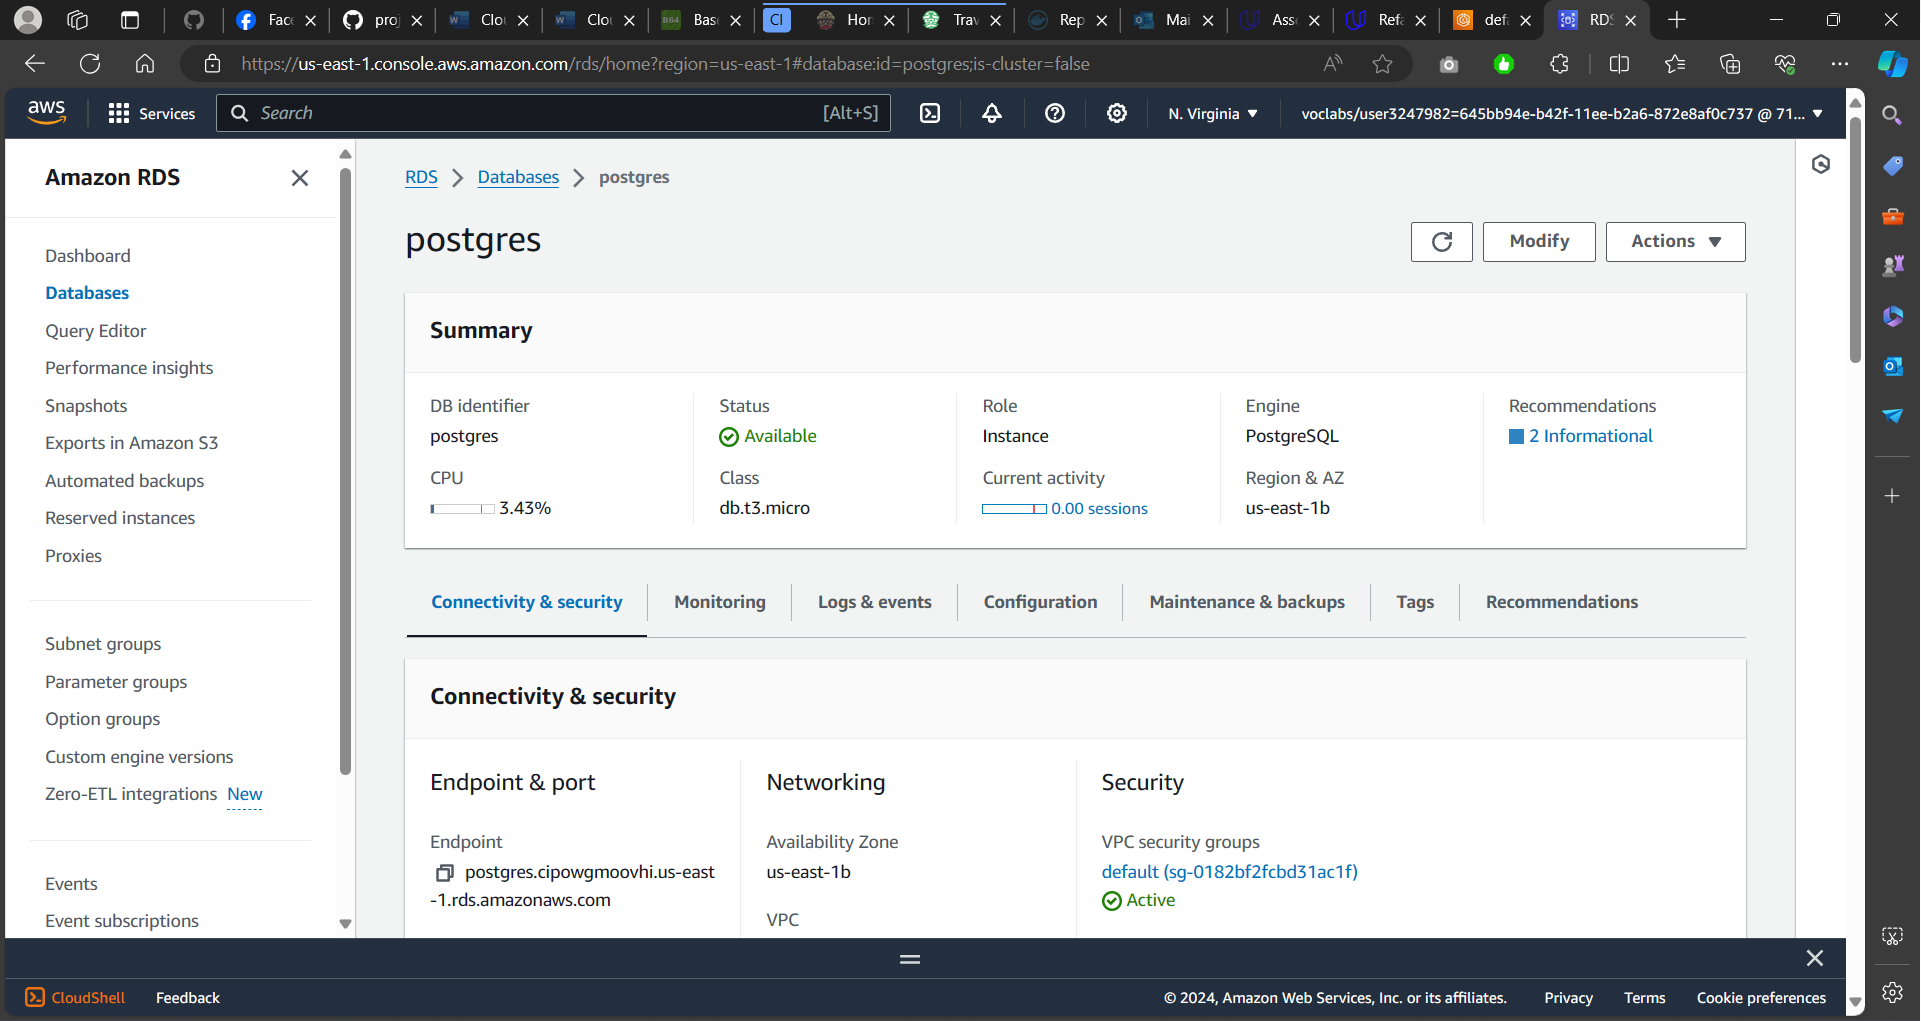 Face
proj
Clou
Clou
B64
Base
CI
Hor
Trav
Rep
Mai
Ass
Refa
defa
RDS
https://us-east-1.console.aws.amazon.com/rds/home?region=us-east-1#database:id=postgres;is-cluster=false
aws
Services
Search
[Alt+S]
N. Virginia
voclabs/user3247982=645bb94e-b42f-11ee-b2a6-872e8af0c737 @ 71...
Amazon RDS
Dashboard
Databases
Query Editor
Performance insights
Snapshots
Exports in Amazon S3
Automated backups
Reserved instances
Proxies
Subnet groups
Parameter groups
Option groups
Custom engine versions
Zero-ETL integrations New
Events
Event subscriptions
RDS > Databases > postgres
postgres
Modify
Actions
Summary
DB identifier
postgres
Status
Available
Role
Instance
Engine
PostgreSQL
Recommendations
2 Informational
CPU
3.43%
Class
db.t3.micro
Current activity
0.00 sessions
Region & AZ
us-east-1b
Connectivity & security
Monitoring
Logs & events
Configuration
Maintenance & backups
Tags
Recommendations
Connectivity & security
Endpoint & port
Endpoint
postgres.cipowgmoovhi.us-east
-1.rds.amazonaws.com
Networking
Availability Zone
us-east-1b
VPC
Security
VPC security groups
default (sg-0182bf2fcbd31ac1f)
Active
CloudShell
Feedback
© 2024, Amazon Web Services, Inc. or its affiliates.
Privacy
Terms
Cookie preferences